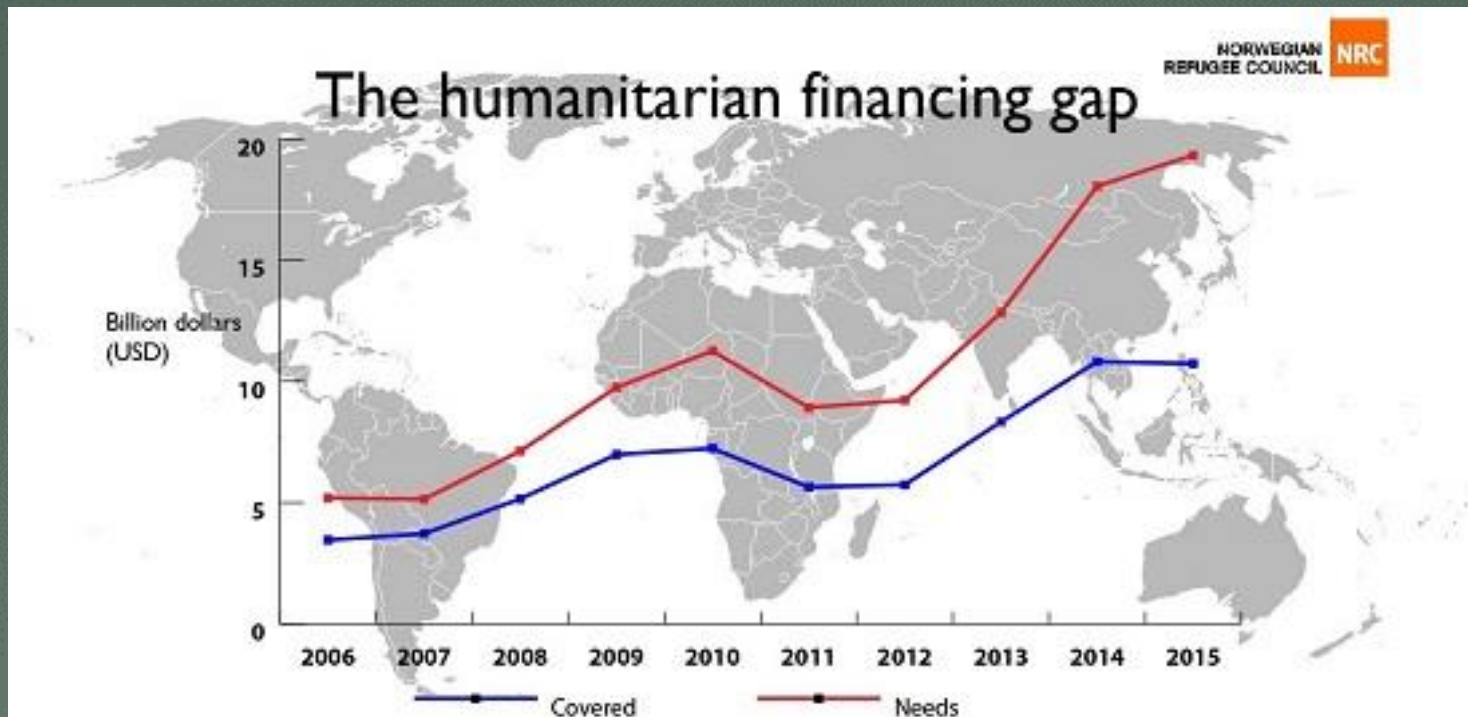 NORWEGIAN
REFUGEE COUNCIL
NRC
The humanitarian financing gap
20
15
Billion dollars
(USD)
10
5
0
2006 2007 2008 2009 2010 2011 2012 2013 2014 2015
Covered Needs